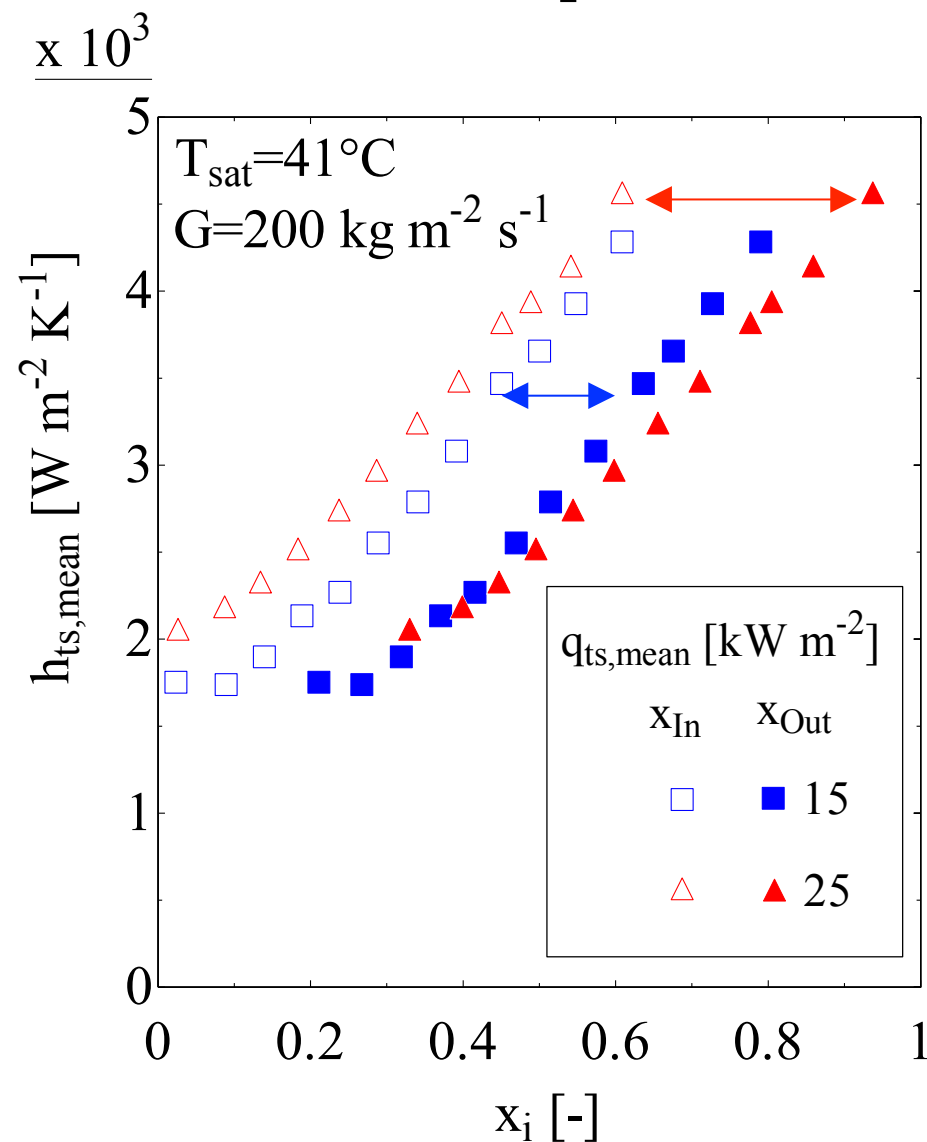 x 10³
T_sat=41°C
G=200 kg m⁻² s⁻¹
h_ts,mean [W m⁻² K⁻¹]
5
4
3
2
1
0
q_ts,mean [kW m⁻²]
x_In x_Out
15
25
0 0.2 0.4 0.6 0.8 1
x_i [-]